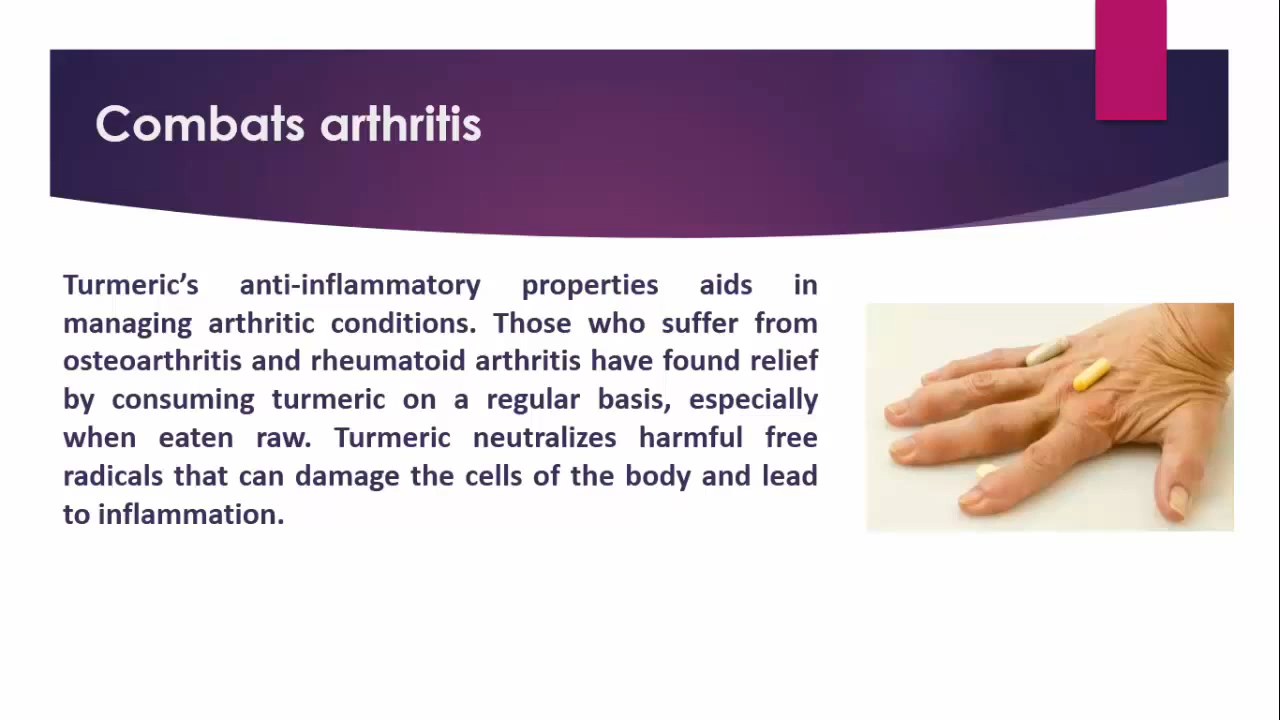 Combats arthritis
Turmeric’s anti-inflammatory properties aids in
managing arthritic conditions. Those who suffer from
osteoarthritis and rheumatoid arthritis have found relief
by consuming turmeric on a regular basis, especially
when eaten raw. Turmeric neutralizes harmful free
radicals that can damage the cells of the body and lead
to inflammation.